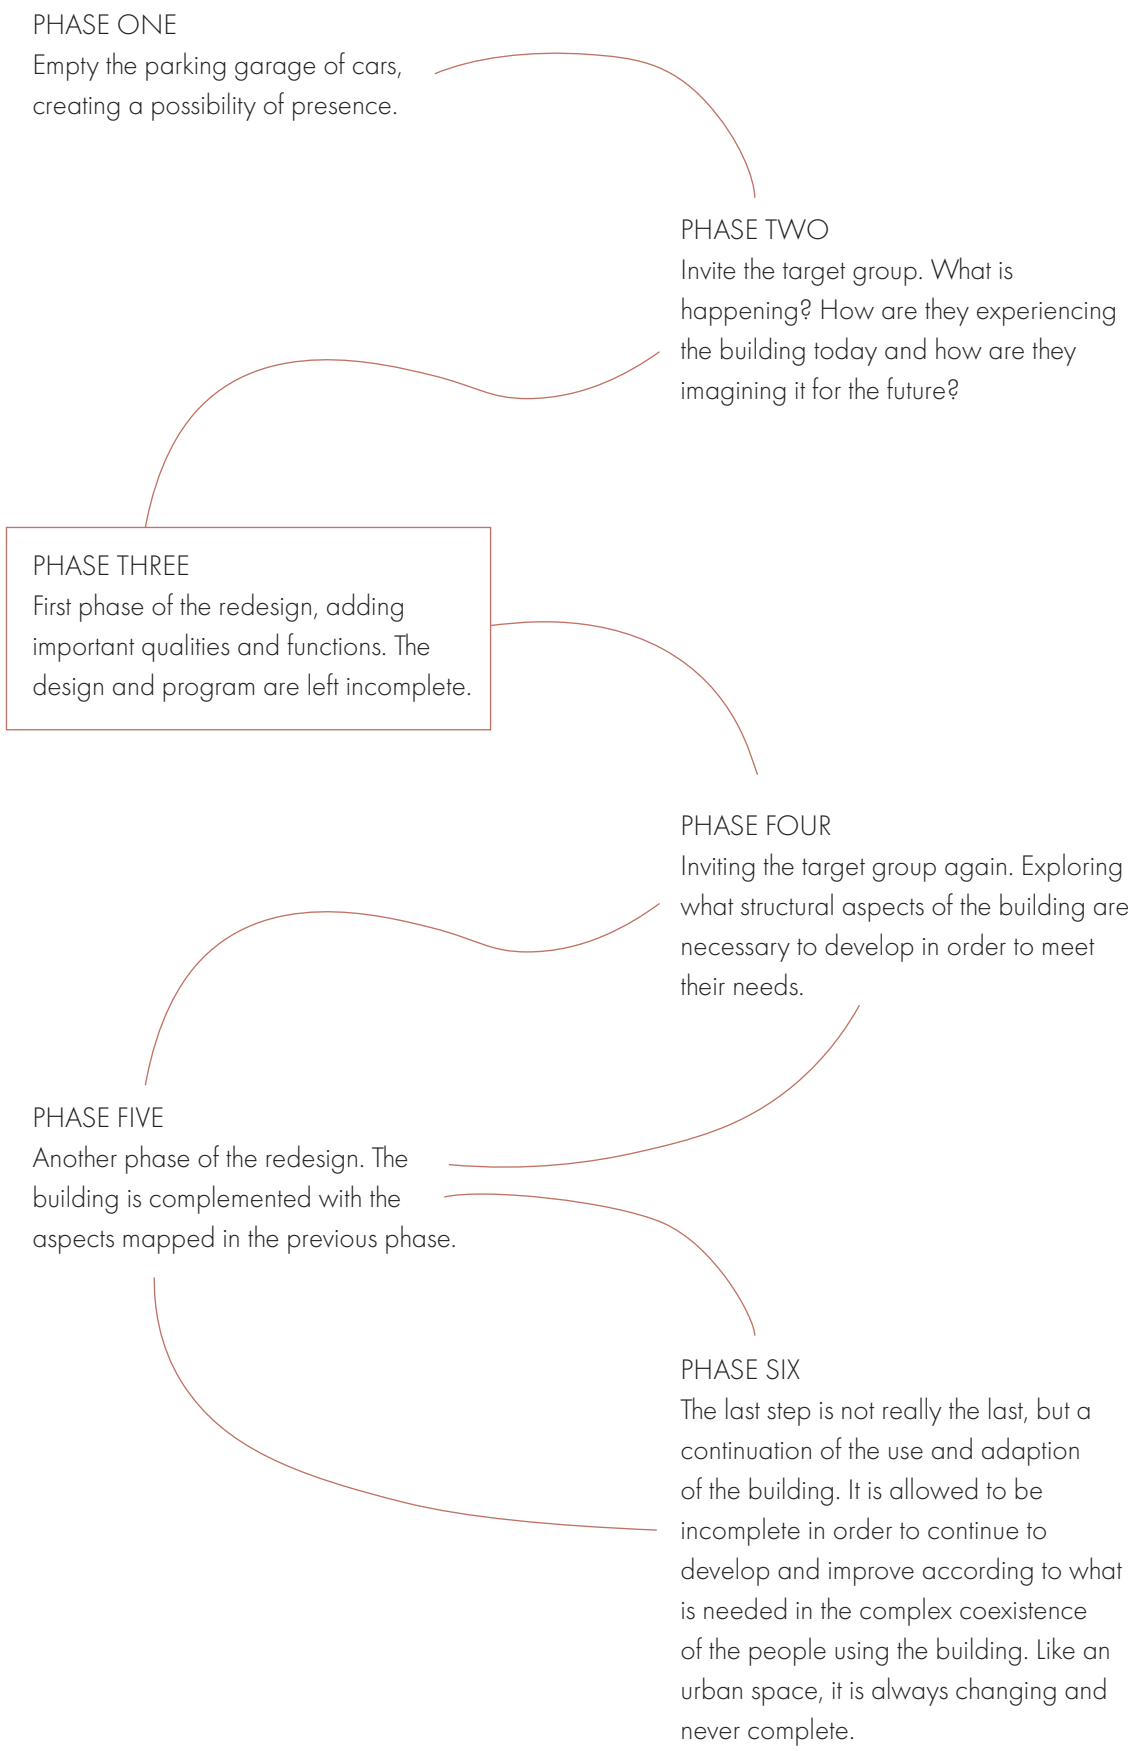 PHASE ONE
Empty the parking garage of cars,
creating a possibility of presence.
PHASE TWO
Invite the target group. What is
happening? How are they experiencing
the building today and how are they
imagining it for the future?
PHASE THREE
First phase of the redesign, adding
important qualities and functions. The
design and program are left incomplete.
PHASE FOUR
Inviting the target group again. Exploring
what structural aspects of the building are
necessary to develop in order to meet
their needs.
PHASE FIVE
Another phase of the redesign. The
building is complemented with the
aspects mapped in the previous phase.
PHASE SIX
The last step is not really the last, but a
continuation of the use and adaption
of the building. It is allowed to be
incomplete in order to continue to
develop and improve according to what
is needed in the complex coexistence
of the people using the building. Like an
urban space, it is always changing and
never complete.